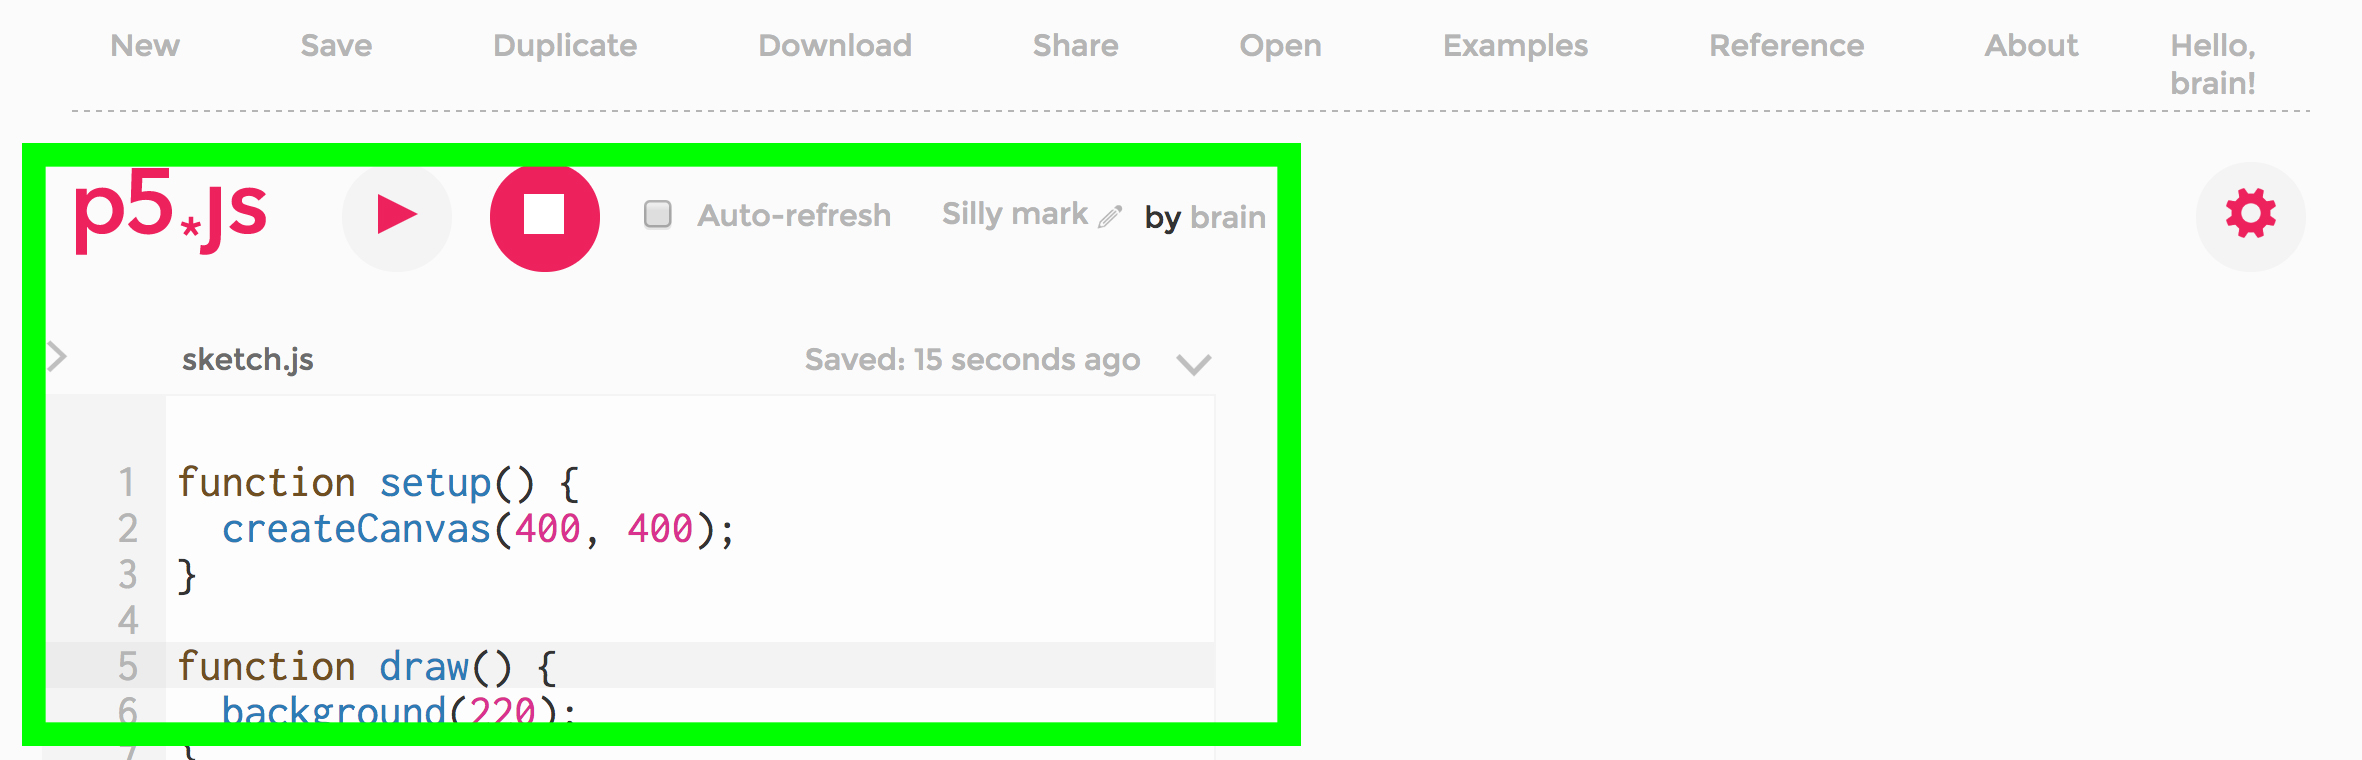 New Save Duplicate Download Share Open Examples Reference About Hello, brain!
p5.*js Auto-refresh Silly mark by brain
sketch.js Saved: 15 seconds ago
1 function setup() {
2 createCanvas(400, 400);
3 }
4
5 function draw() {
6 background(220);